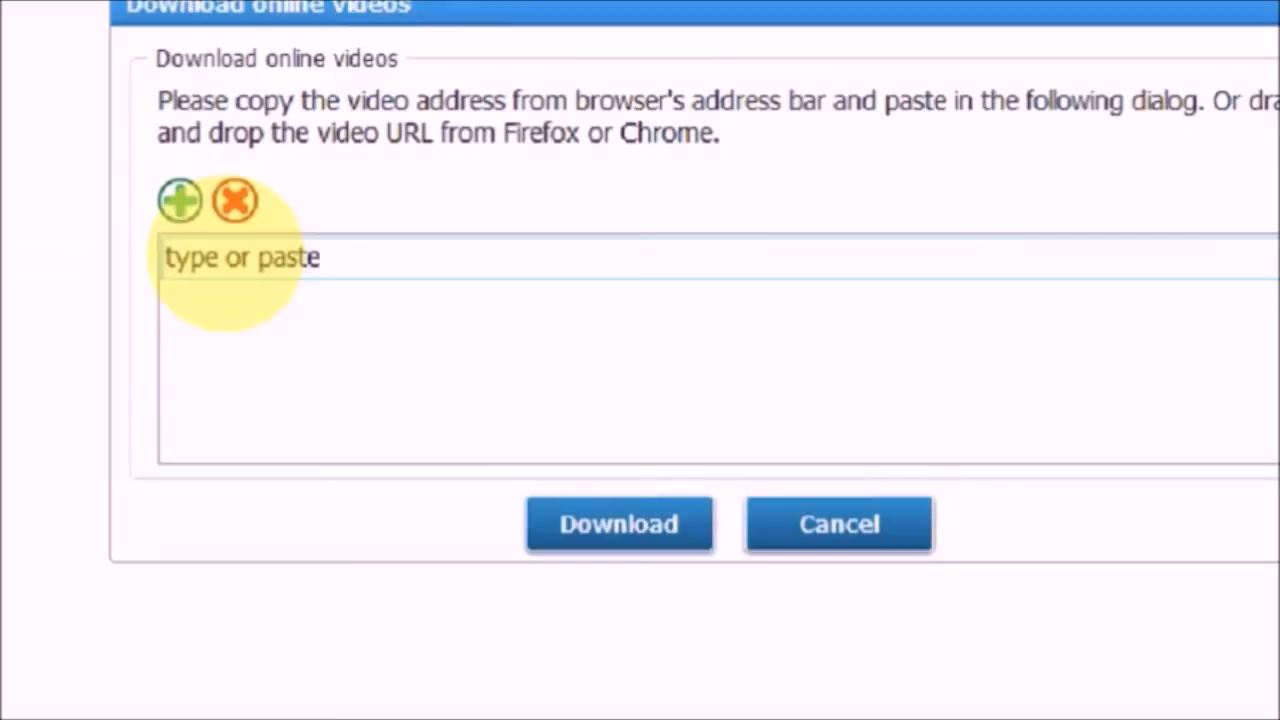 Download online videos
Download online videos
Please copy the video address from browser's address bar and paste in the following dialog. Or
and drop the video URL from Firefox or Chrome.
type or paste
Download
Cancel